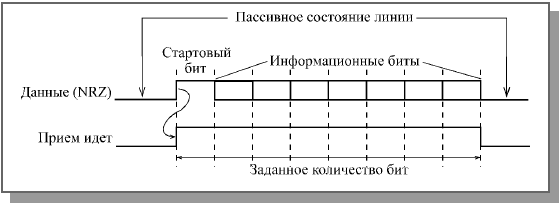 Пассивное состояние линии
Стартовый
бит
Информационные биты
Данные (NRZ)
Прием идет
Заданное количество бит